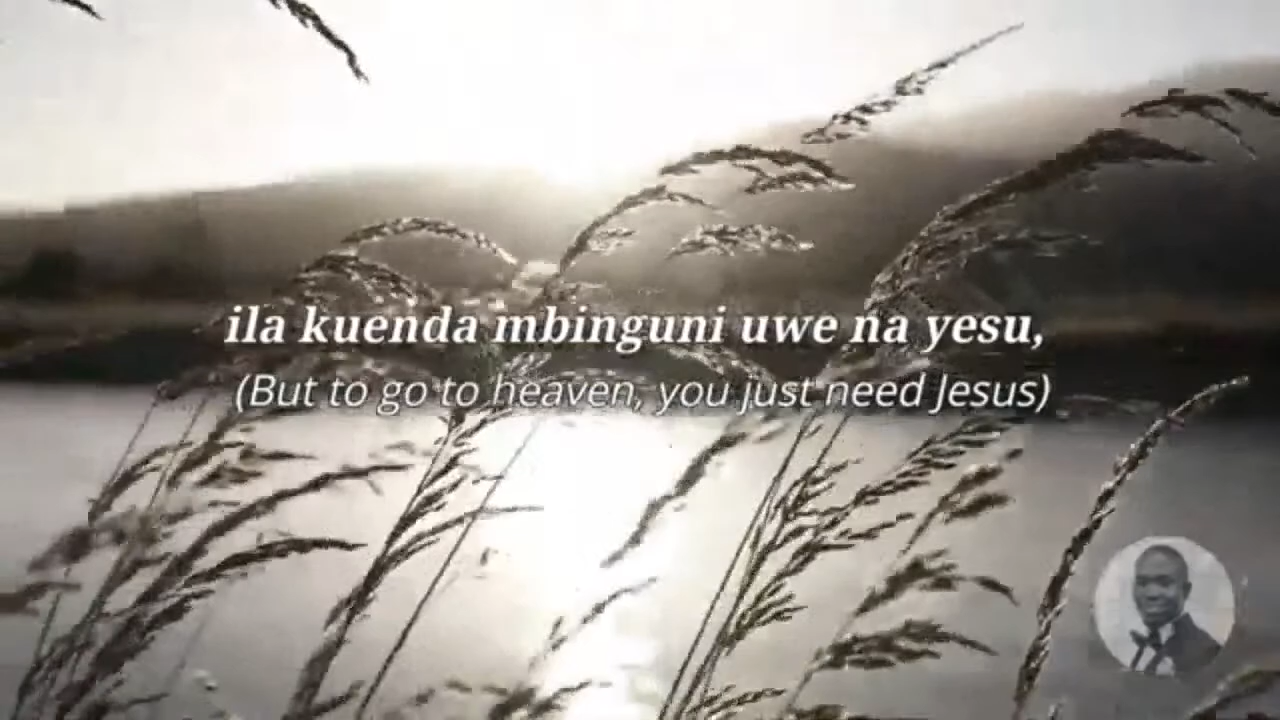 ila kuenda mbinguni uwe na yesu,
(But to go to heaven, you just need Jesus)